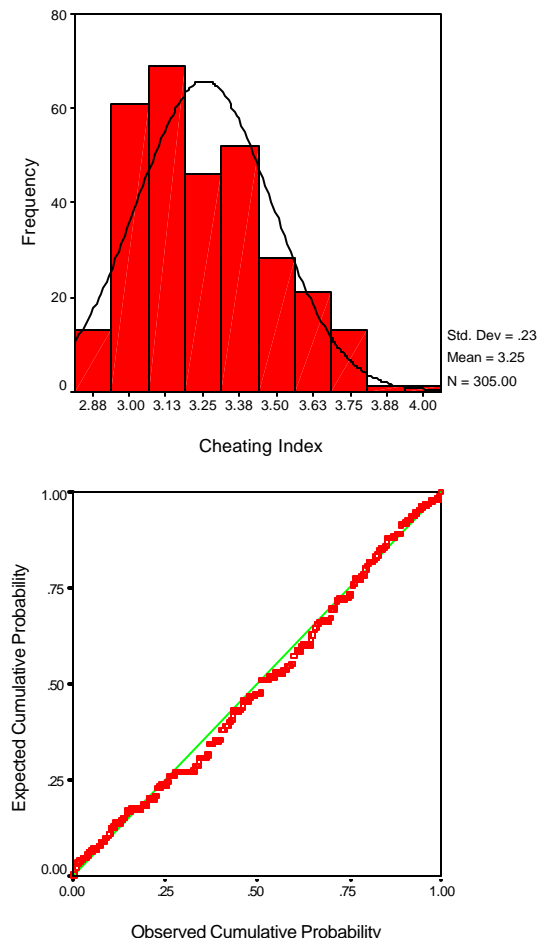 80
60
40
20
0
Frequency
2.88 3.00 3.13 3.25 3.38 3.50 3.63 3.75 3.88 4.00
Cheating Index
Std. Dev = .23
Mean = 3.25
N = 305.00
1.00
.75
.50
.25
0.00
Expected Cumulative Probability
0.00 .25 .50 .75 1.00
Observed Cumulative Probability